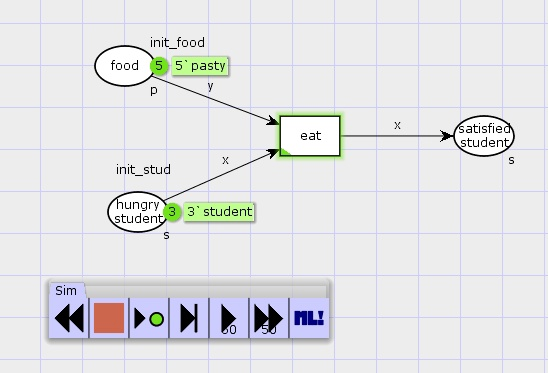 init_food
food
5
5`pasty
p
y
eat
x
satisfied
student
s
init_stud
x
hungry
student
3
3`student
s
Sim
50
50
ML!